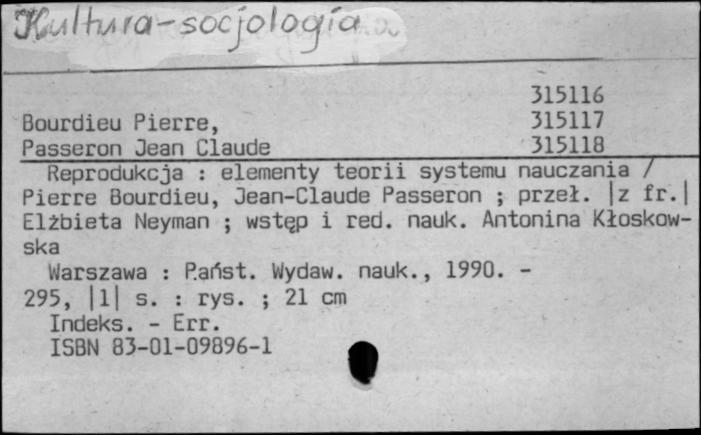 Kultura-socjologia
315116
Bourdieu Pierre, 315117
Passeron Jean Claude 315118
Reprodukcja : elementy teorii systemu nauczania /
Pierre Bourdieu, Jean-Claude Passeron ; przeł. |z fr.|
Elżbieta Neyman ; wstęp i red. nauk. Antonina Kłoskow-
ska
Warszawa : P.ańst. Wydaw. nauk., 1990. -
295, |1| s. : rys. ; 21 cm
Indeks. - Err.
ISBN 83-01-09896-1